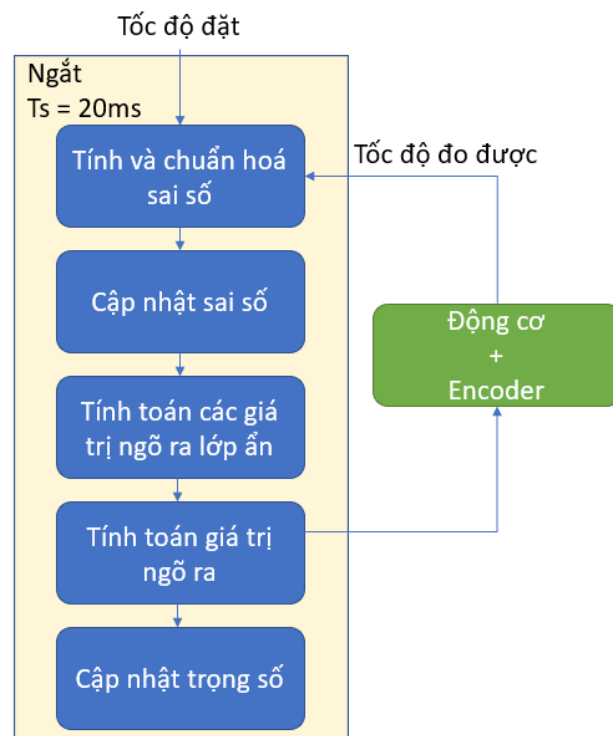 Tốc độ đặt
Ngắt
Ts = 20ms
Tính và chuẩn hoá
sai số
Tốc độ đo được
Cập nhật sai số
Động cơ
+
Encoder
Tính toán các giá
trị ngõ ra lớp ẩn
Tính toán giá trị
ngõ ra
Cập nhật trọng số